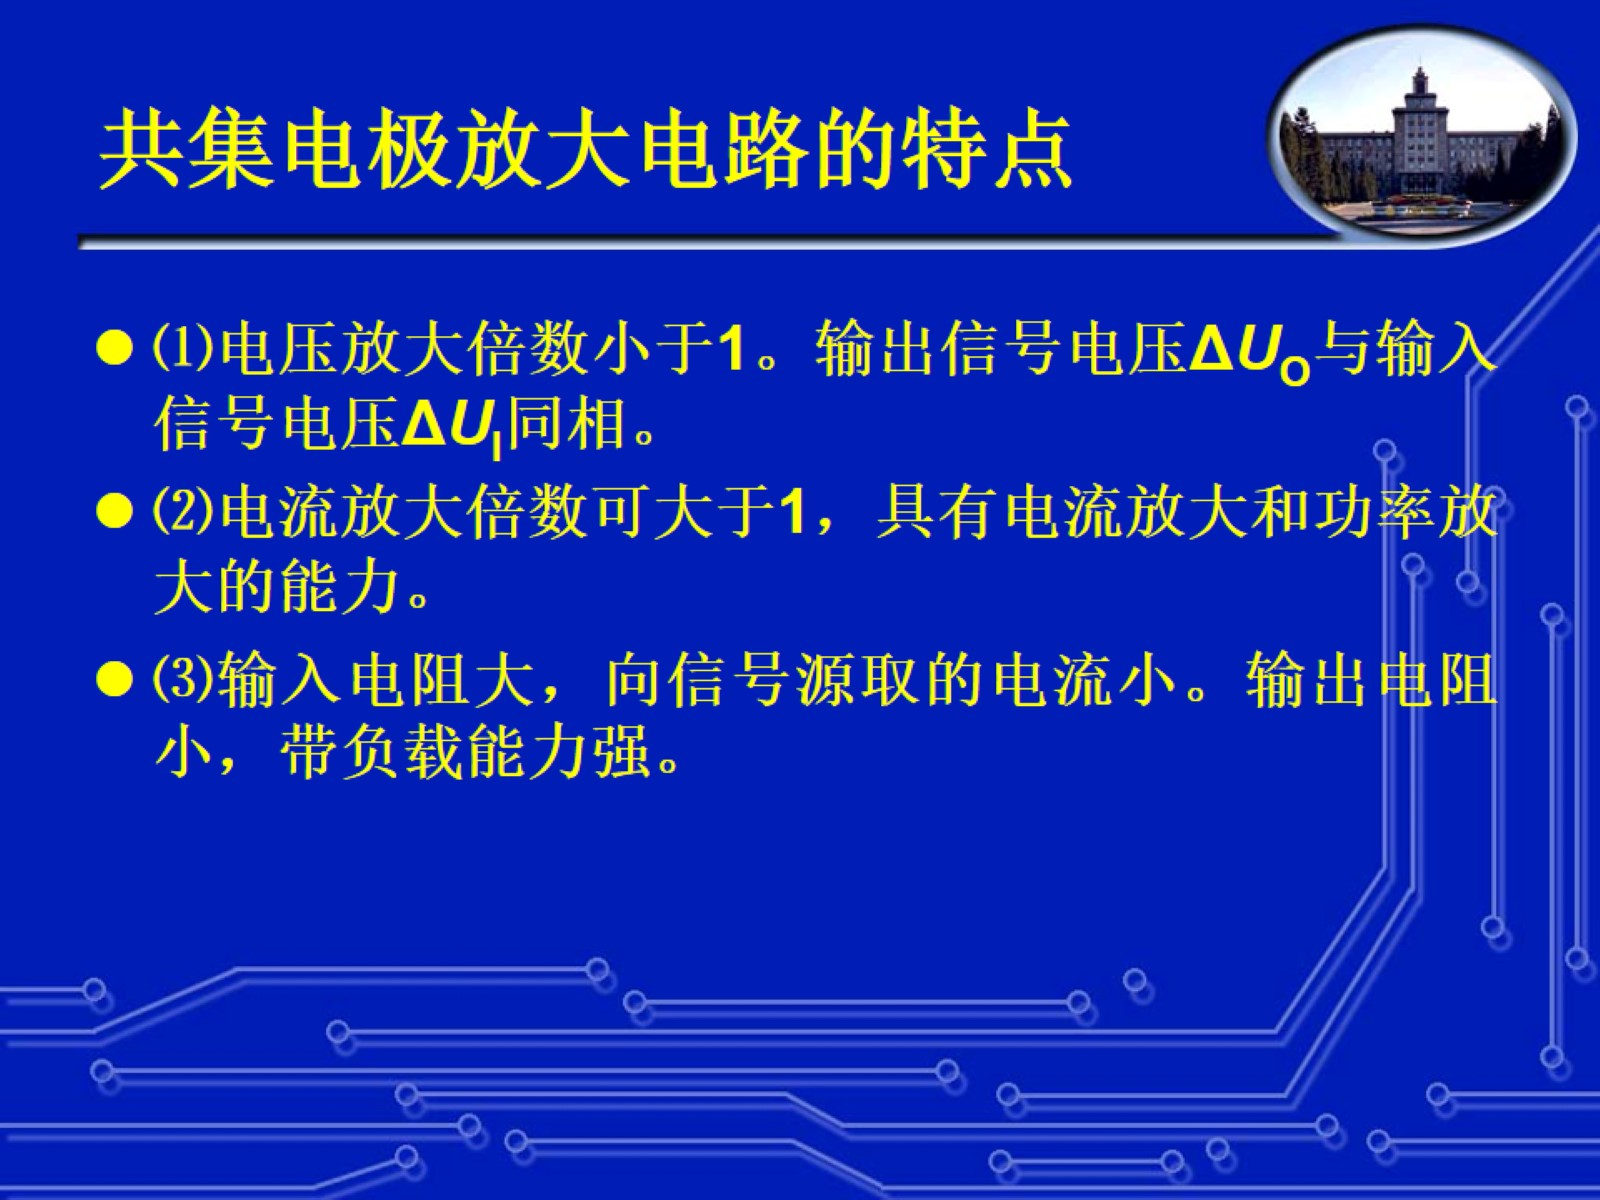 共集电极放大电路的特点
⑴电压放大倍数小于1。输出信号电压ΔUO与输入
信号电压ΔUI同相。
⑵电流放大倍数可大于1，具有电流放大和功率放
大的能力。
⑶输入电阻大，向信号源取的电流小。输出电阻
小，带负载能力强。